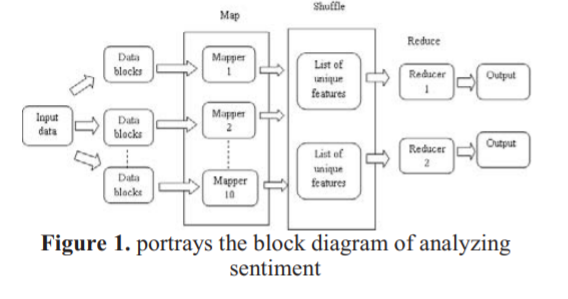 Map
Shuffle
Reduce
Input
data
Data
blocks
Data
blocks
Data
blocks
Mapper
1
Mapper
2
Mapper
10
List of
unique
features
List of
unique
features
Reducer
1
Reducer
2
Output
Output
Figure 1. portrays the block diagram of analyzing
sentiment